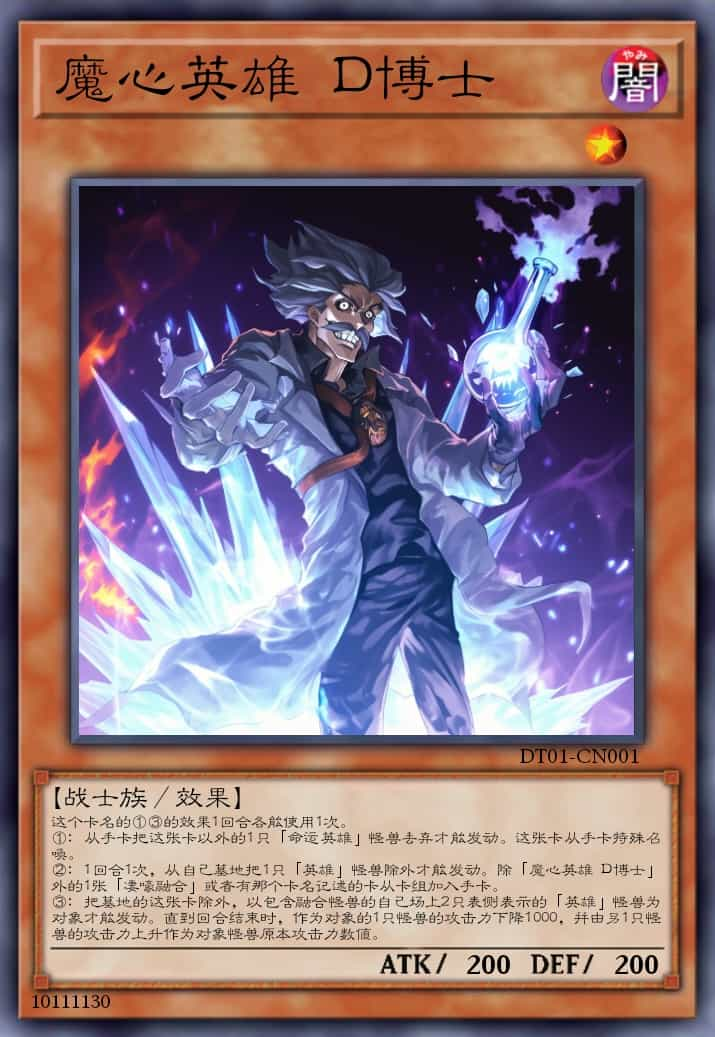 魔心英雄 D博士
やみ
闇
DT01-CN001
【战士族／效果】
这个卡名的①③的效果1回合各能使用1次。
①：从手卡把这张卡以外的1只「命运英雄」怪兽丢弃才能发动。这张卡从手卡特殊召
唤。
②：1回合1次，从自己墓地把1只「英雄」怪兽除外才能发动。除「魔心英雄 D博士」
外的1张「凄嚎融合」或者有那个卡名记述的卡从卡组加入手卡。
③：把墓地的这张卡除外，以包含融合怪兽的自己场上2只表侧表示的「英雄」怪兽为
对象才能发动。直到回合结束时，作为对象的1只怪兽的攻击力下降1000，并由另1只怪
兽的攻击力上升作为对象怪兽原本攻击力数值。
ATK/ 200 DEF/ 200
10111130